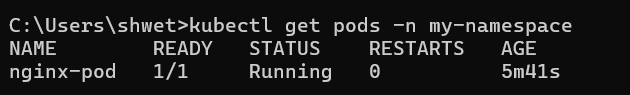 C:\Users\shwet>kubectl get pods -n my-namespace
NAME        READY   STATUS    RESTARTS   AGE
nginx-pod   1/1     Running   0          5m41s